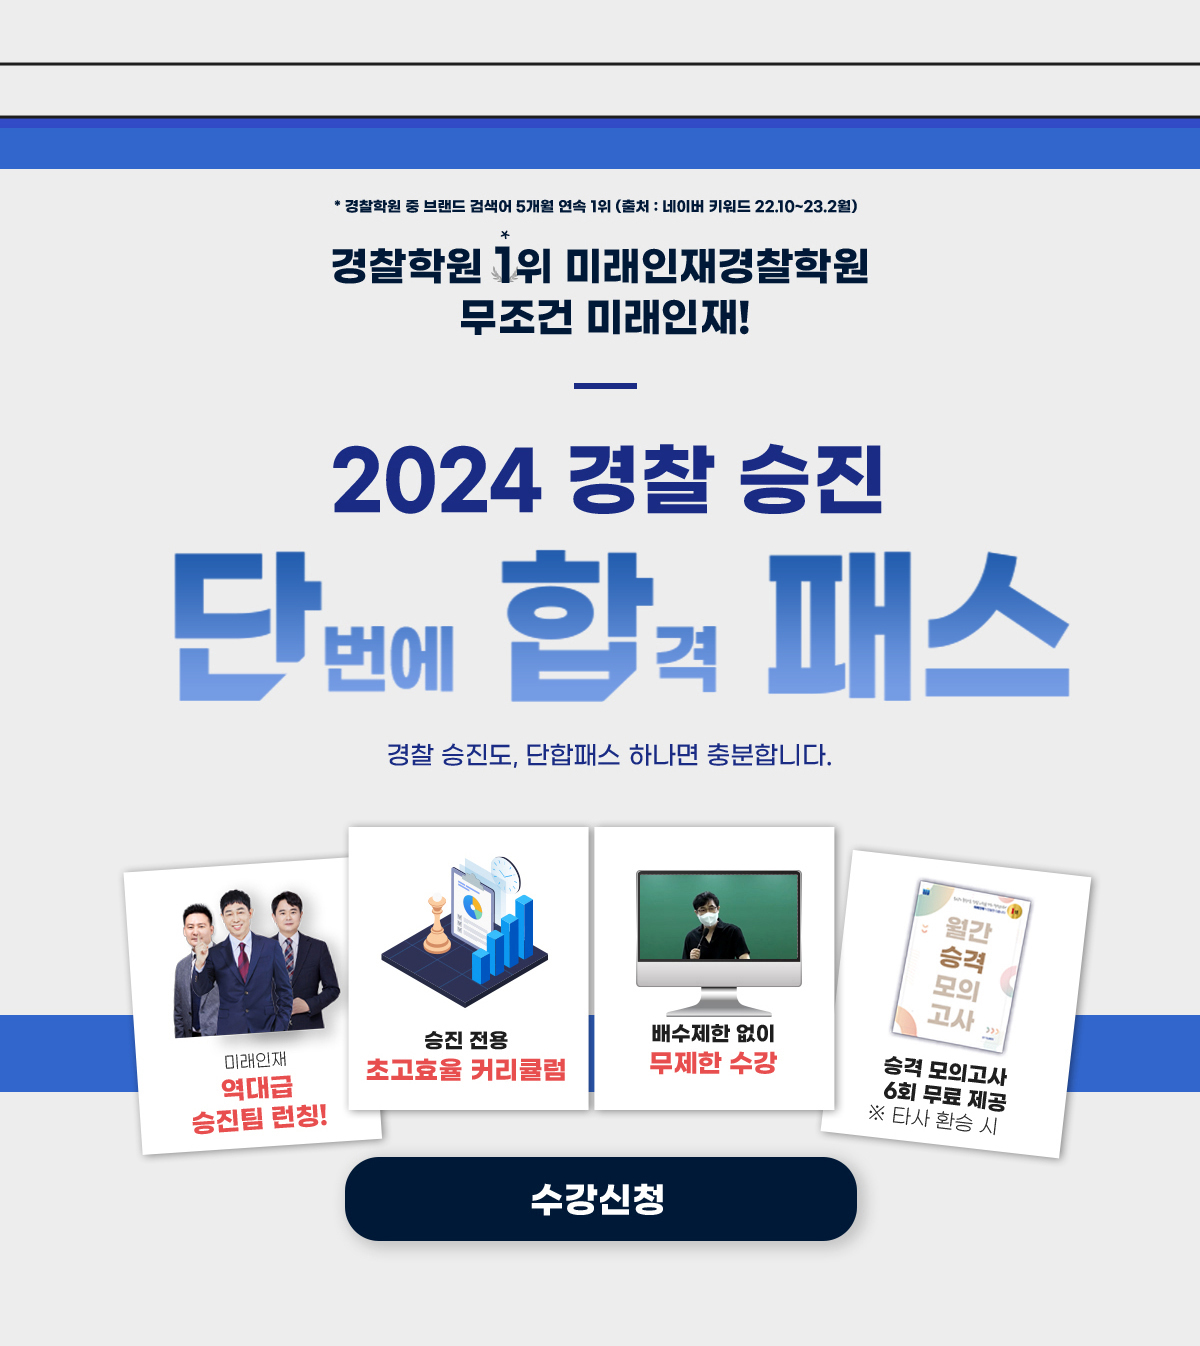 * 경찰학원 중 브랜드 검색어 5개월 연속 1위 (출처 : 네이버 키워드 22.10~23.2월)
경찰학원 1위 미래인재경찰학원
무조건 미래인재!
2024 경찰 승진
단번에 합격 패스
경찰 승진도, 단합패스 하나면 충분합니다.
미래인재
역대급
승진팀 런칭!
승진 전용
초고효율 커리큘럼
배수제한 없이
무제한 수강
월간
승격
모의
고사
승격 모의고사
6회 무료 제공
※ 타사 환승 시
수강신청